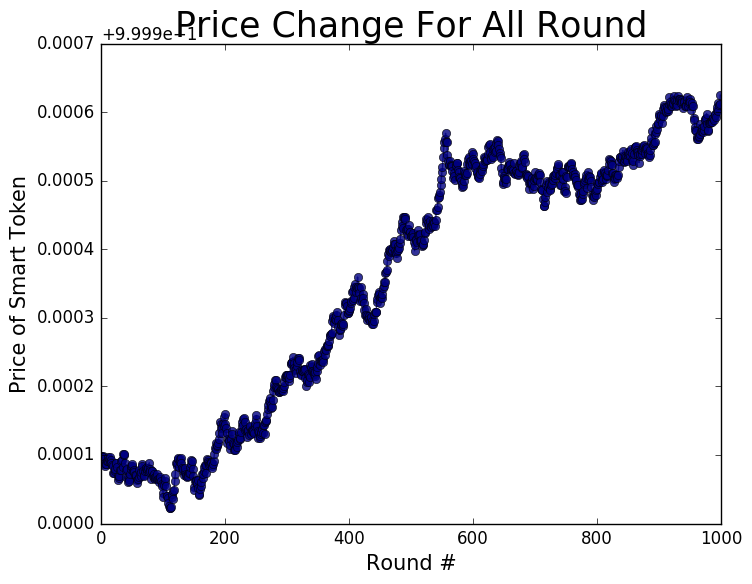 Price Change For All Round
+9.999e−1
0.0007
0.0006
0.0005
0.0004
0.0003
0.0002
0.0001
0.0000
Price of Smart Token
0 200 400 600 800 1000
Round #